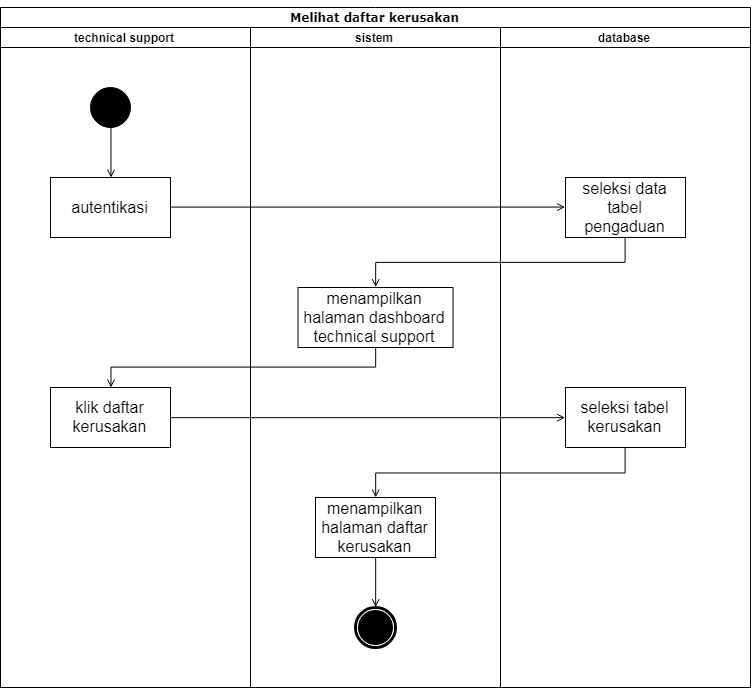 Melihat daftar kerusakan
technical support
sistem
database
autentikasi
seleksi data
tabel
pengaduan
menampilkan
halaman dashboard
technical support
klik daftar
kerusakan
seleksi tabel
kerusakan
menampilkan
halaman daftar
kerusakan